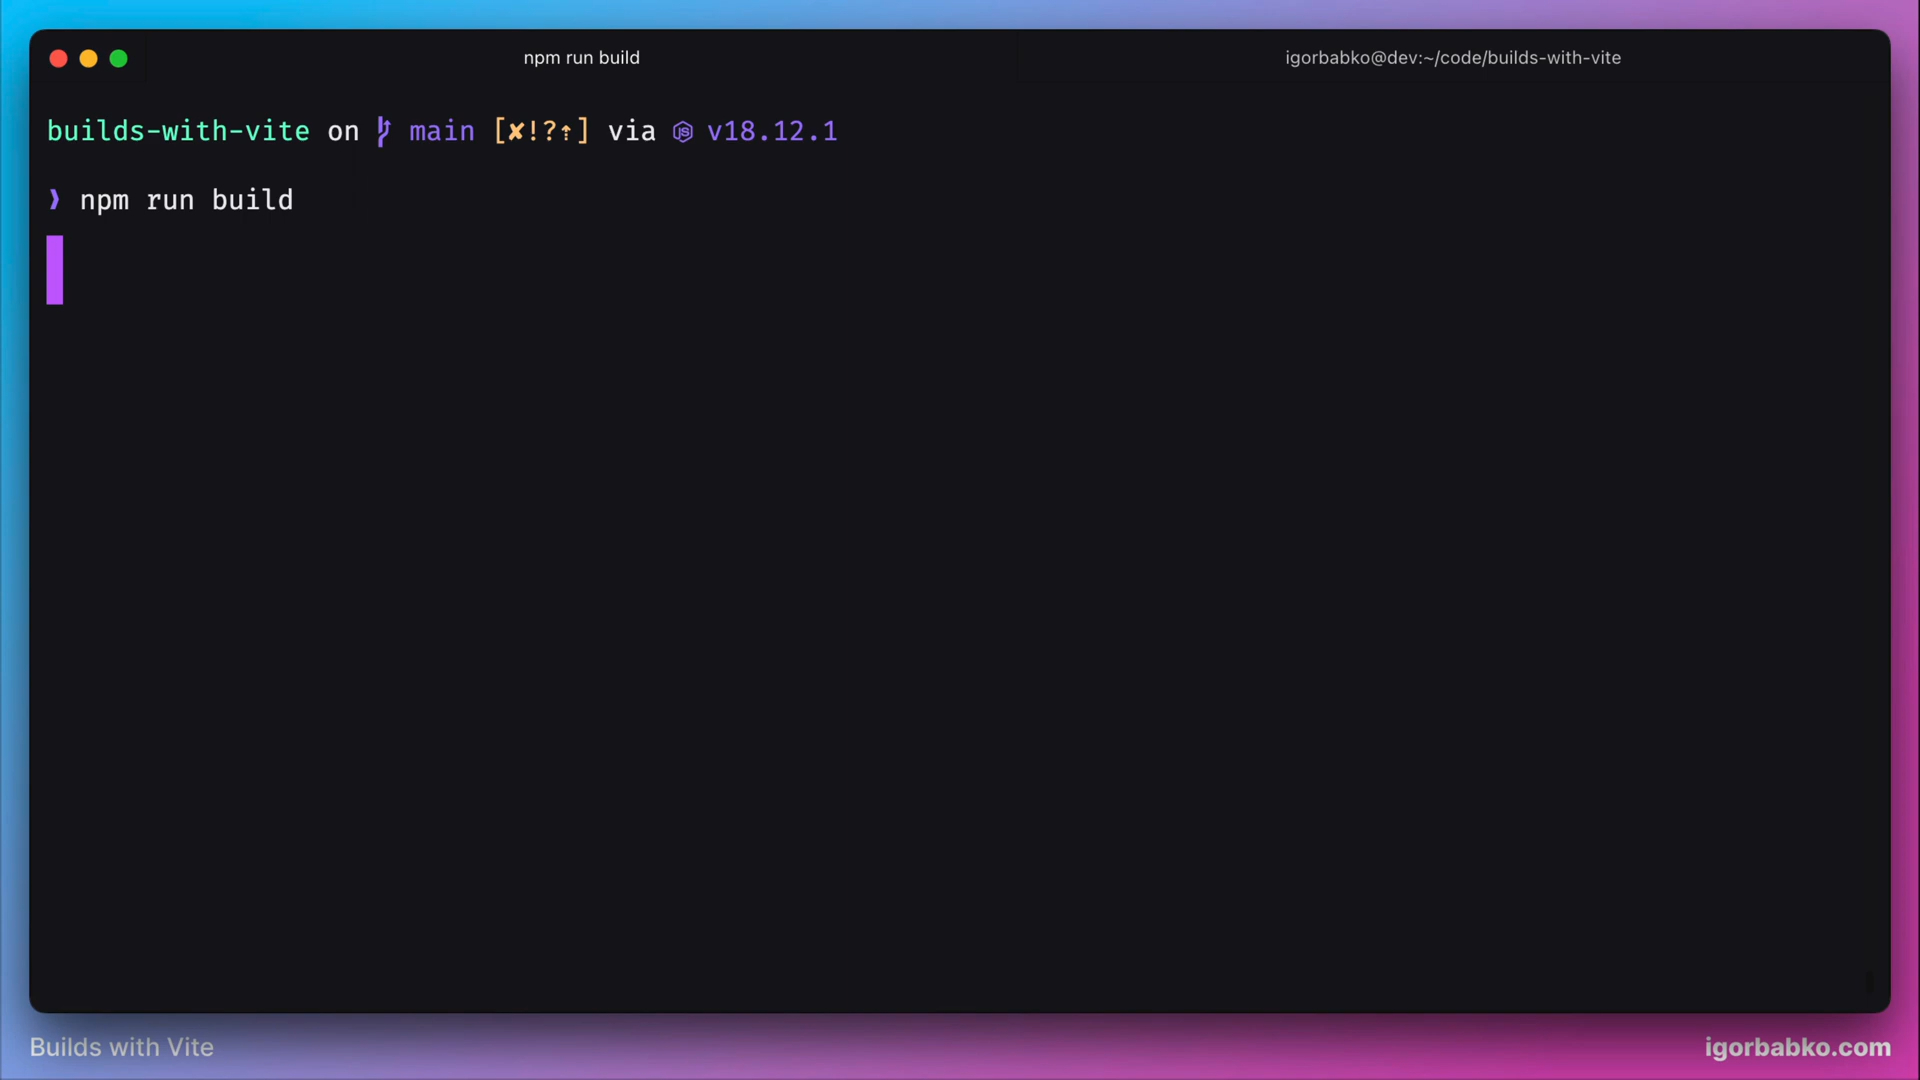 npm run build
igorbabko@dev:~/code/builds-with-vite
builds-with-vite on main [✘!?⇡] via v18.12.1
❯ npm run build
Builds with Vite
igorbabko.com